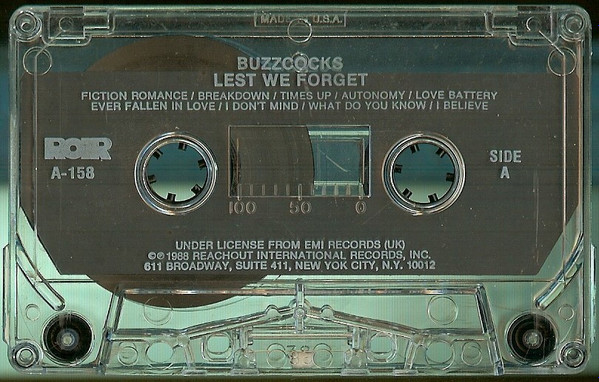 MADE IN U.S.A.
BUZZCOCKS
LEST WE FORGET
FICTION ROMANCE / BREAKDOWN / TIMES UP / AUTONOMY / LOVE BATTERY
EVER FALLEN IN LOVE / I DON'T MIND / WHAT DO YOU KNOW / I BELIEVE
ROIR
A-158
SIDE
A
100 50 0
UNDER LICENSE FROM EMI RECORDS (UK)
©℗ 1988 REACHOUT INTERNATIONAL RECORDS, INC.
611 BROADWAY, SUITE 411, NEW YOK CITY, N.Y. 10012